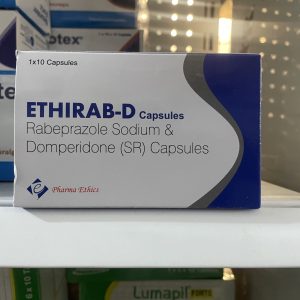 1x10 Capsules
ETHIRAB-D Capsules
Rabeprazole Sodium &
Domperidone (SR) Capsules
Pharma Ethics
Lumapil FORTE